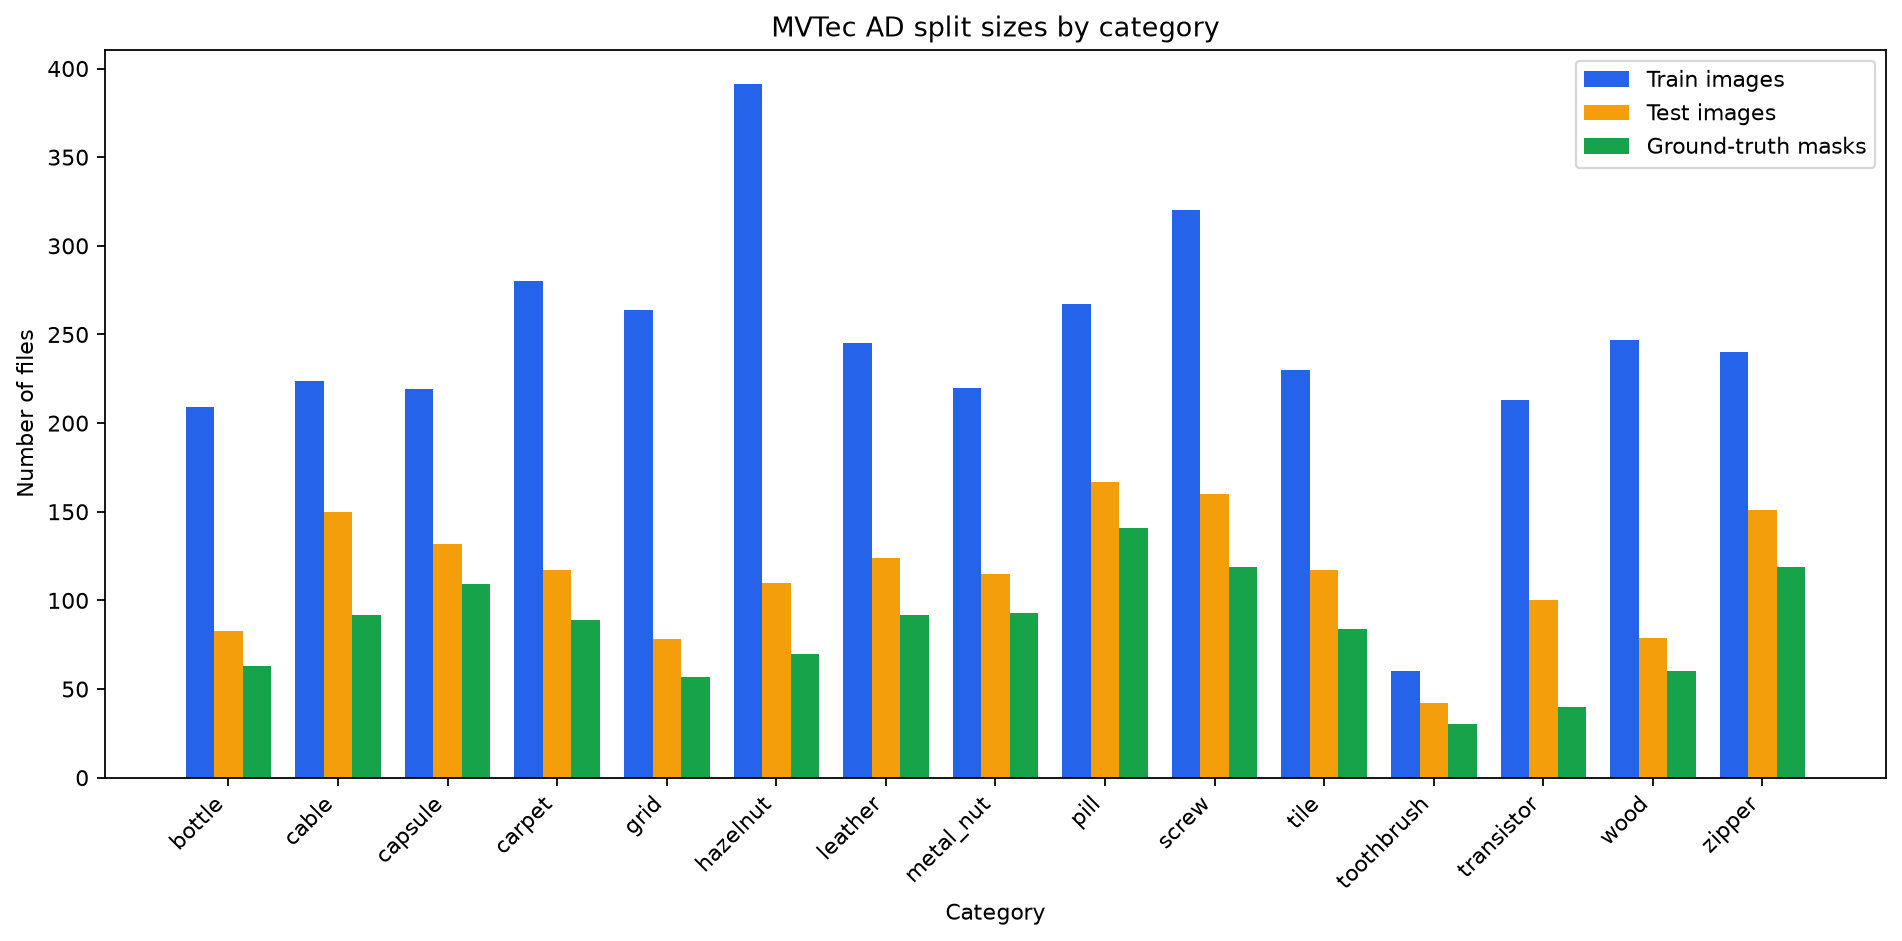 MVTec AD split sizes by category
Train images
Test images
Ground-truth masks
Number of files
400
350
300
250
200
150
100
50
0
bottle
cable
capsule
carpet
grid
hazelnut
leather
metal_nut
pill
screw
tile
toothbrush
transistor
wood
zipper
Category